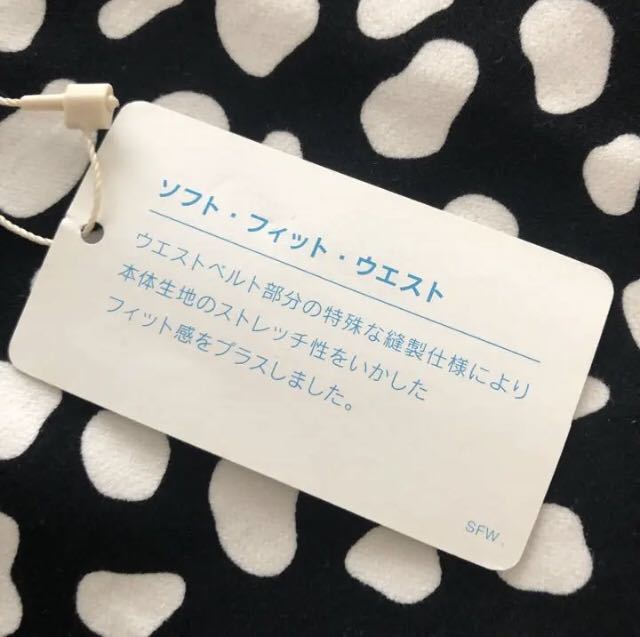 ソフト・フィット・ウエスト
ウエストベルト部分の特殊な縫製仕様により
本体生地のストレッチ性をいかした
フィット感をプラスしました。
SFW